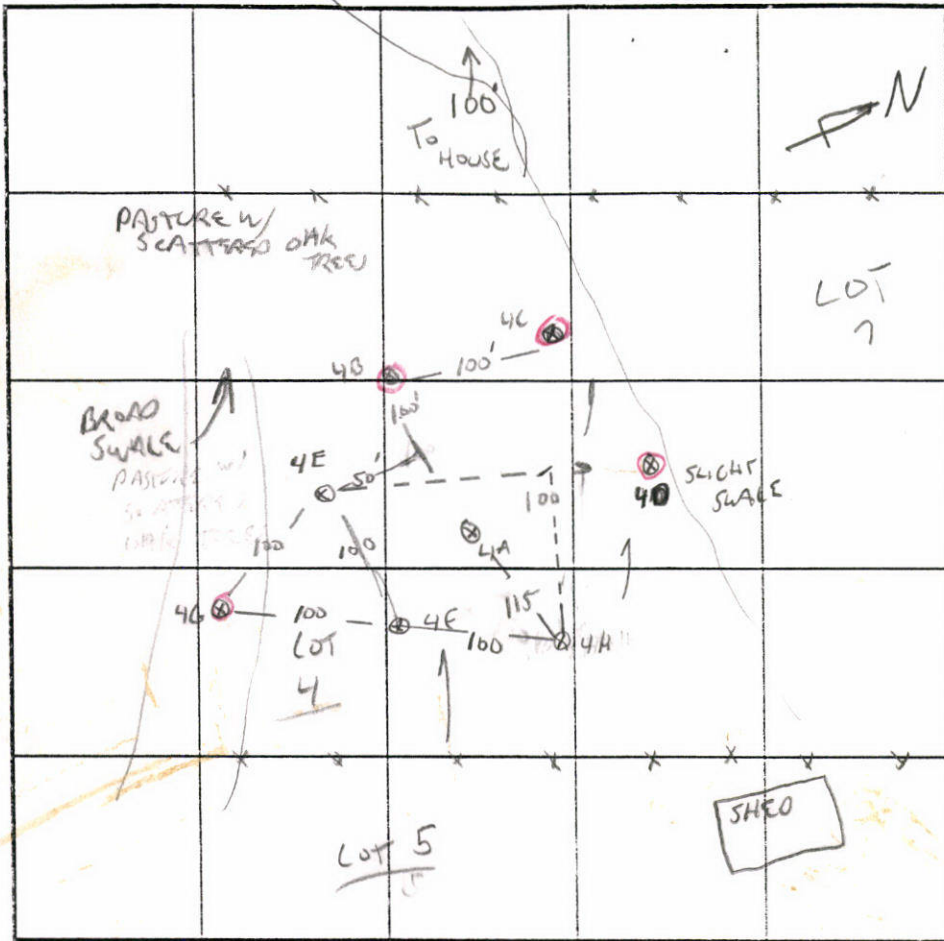 N
100'
TO
HOUSE
PASTURE W/
SCATTERED OAK
TREES
LOT
4C
100'
4B
100'
BROAD
SWALE
4E
50'
SLIGHT
SWALE
4D
100
PASTURE W/
100
100
4A
4G
100
4E
115
100
4H
LOT
4
SHED
LOT 5